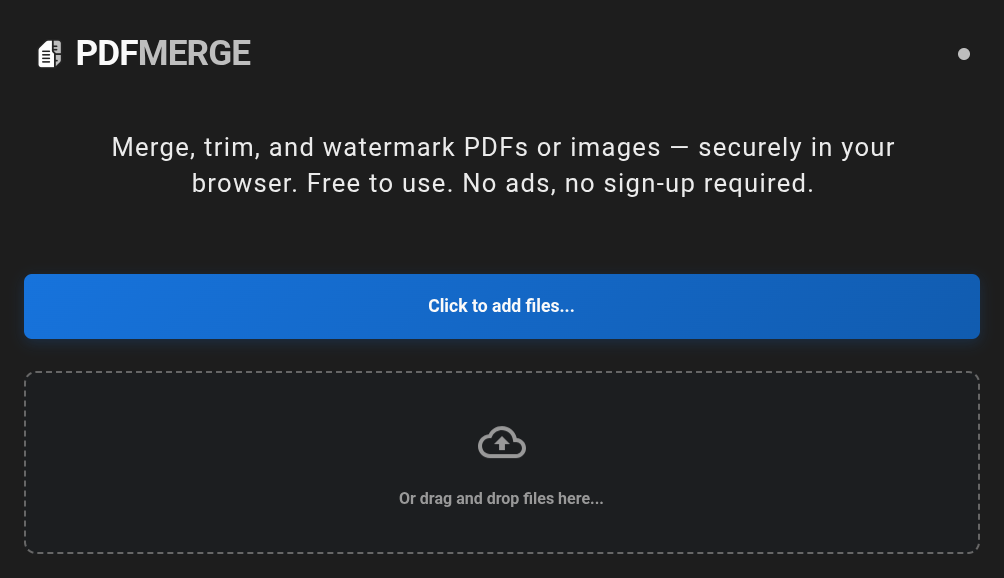 PDFMERGE
Merge, trim, and watermark PDFs or images — securely in your
browser. Free to use. No ads, no sign-up required.
Click to add files...
Or drag and drop files here...